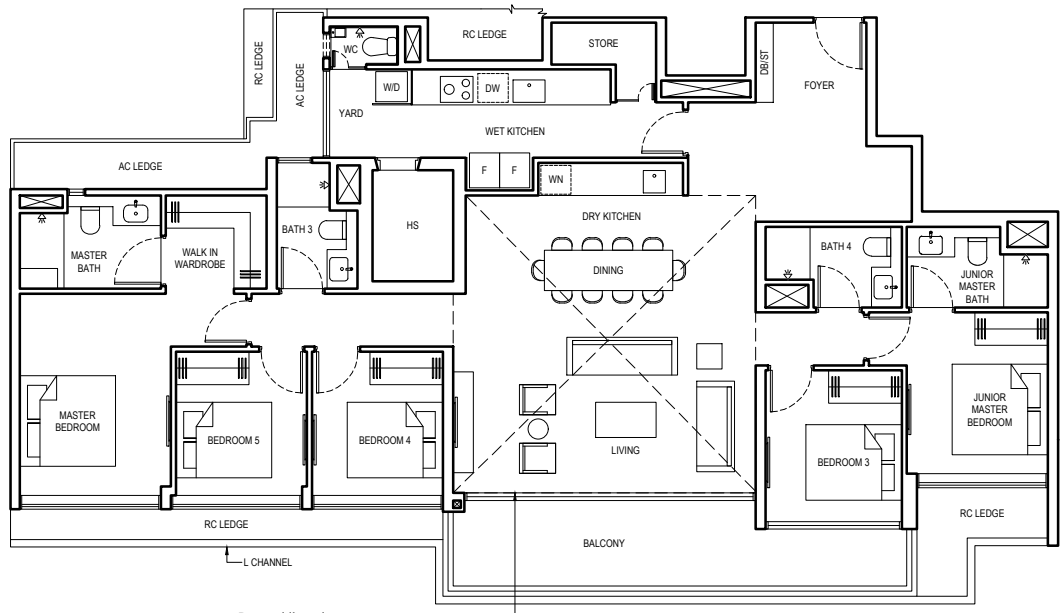 RC LEDGE
AC LEDGE
WC
RC LEDGE
STORE
DB/ST
FOYER
YARD
W/D
DW
WET KITCHEN
AC LEDGE
F
F
WN
DRY KITCHEN
HS
MASTER
BATH
WALK IN
WARDROBE
BATH 3
DINING
BATH 4
JUNIOR
MASTER
BATH
MASTER
BEDROOM
BEDROOM 5
BEDROOM 4
LIVING
BEDROOM 3
JUNIOR
MASTER
BEDROOM
RC LEDGE
BALCONY
RC LEDGE
L CHANNEL